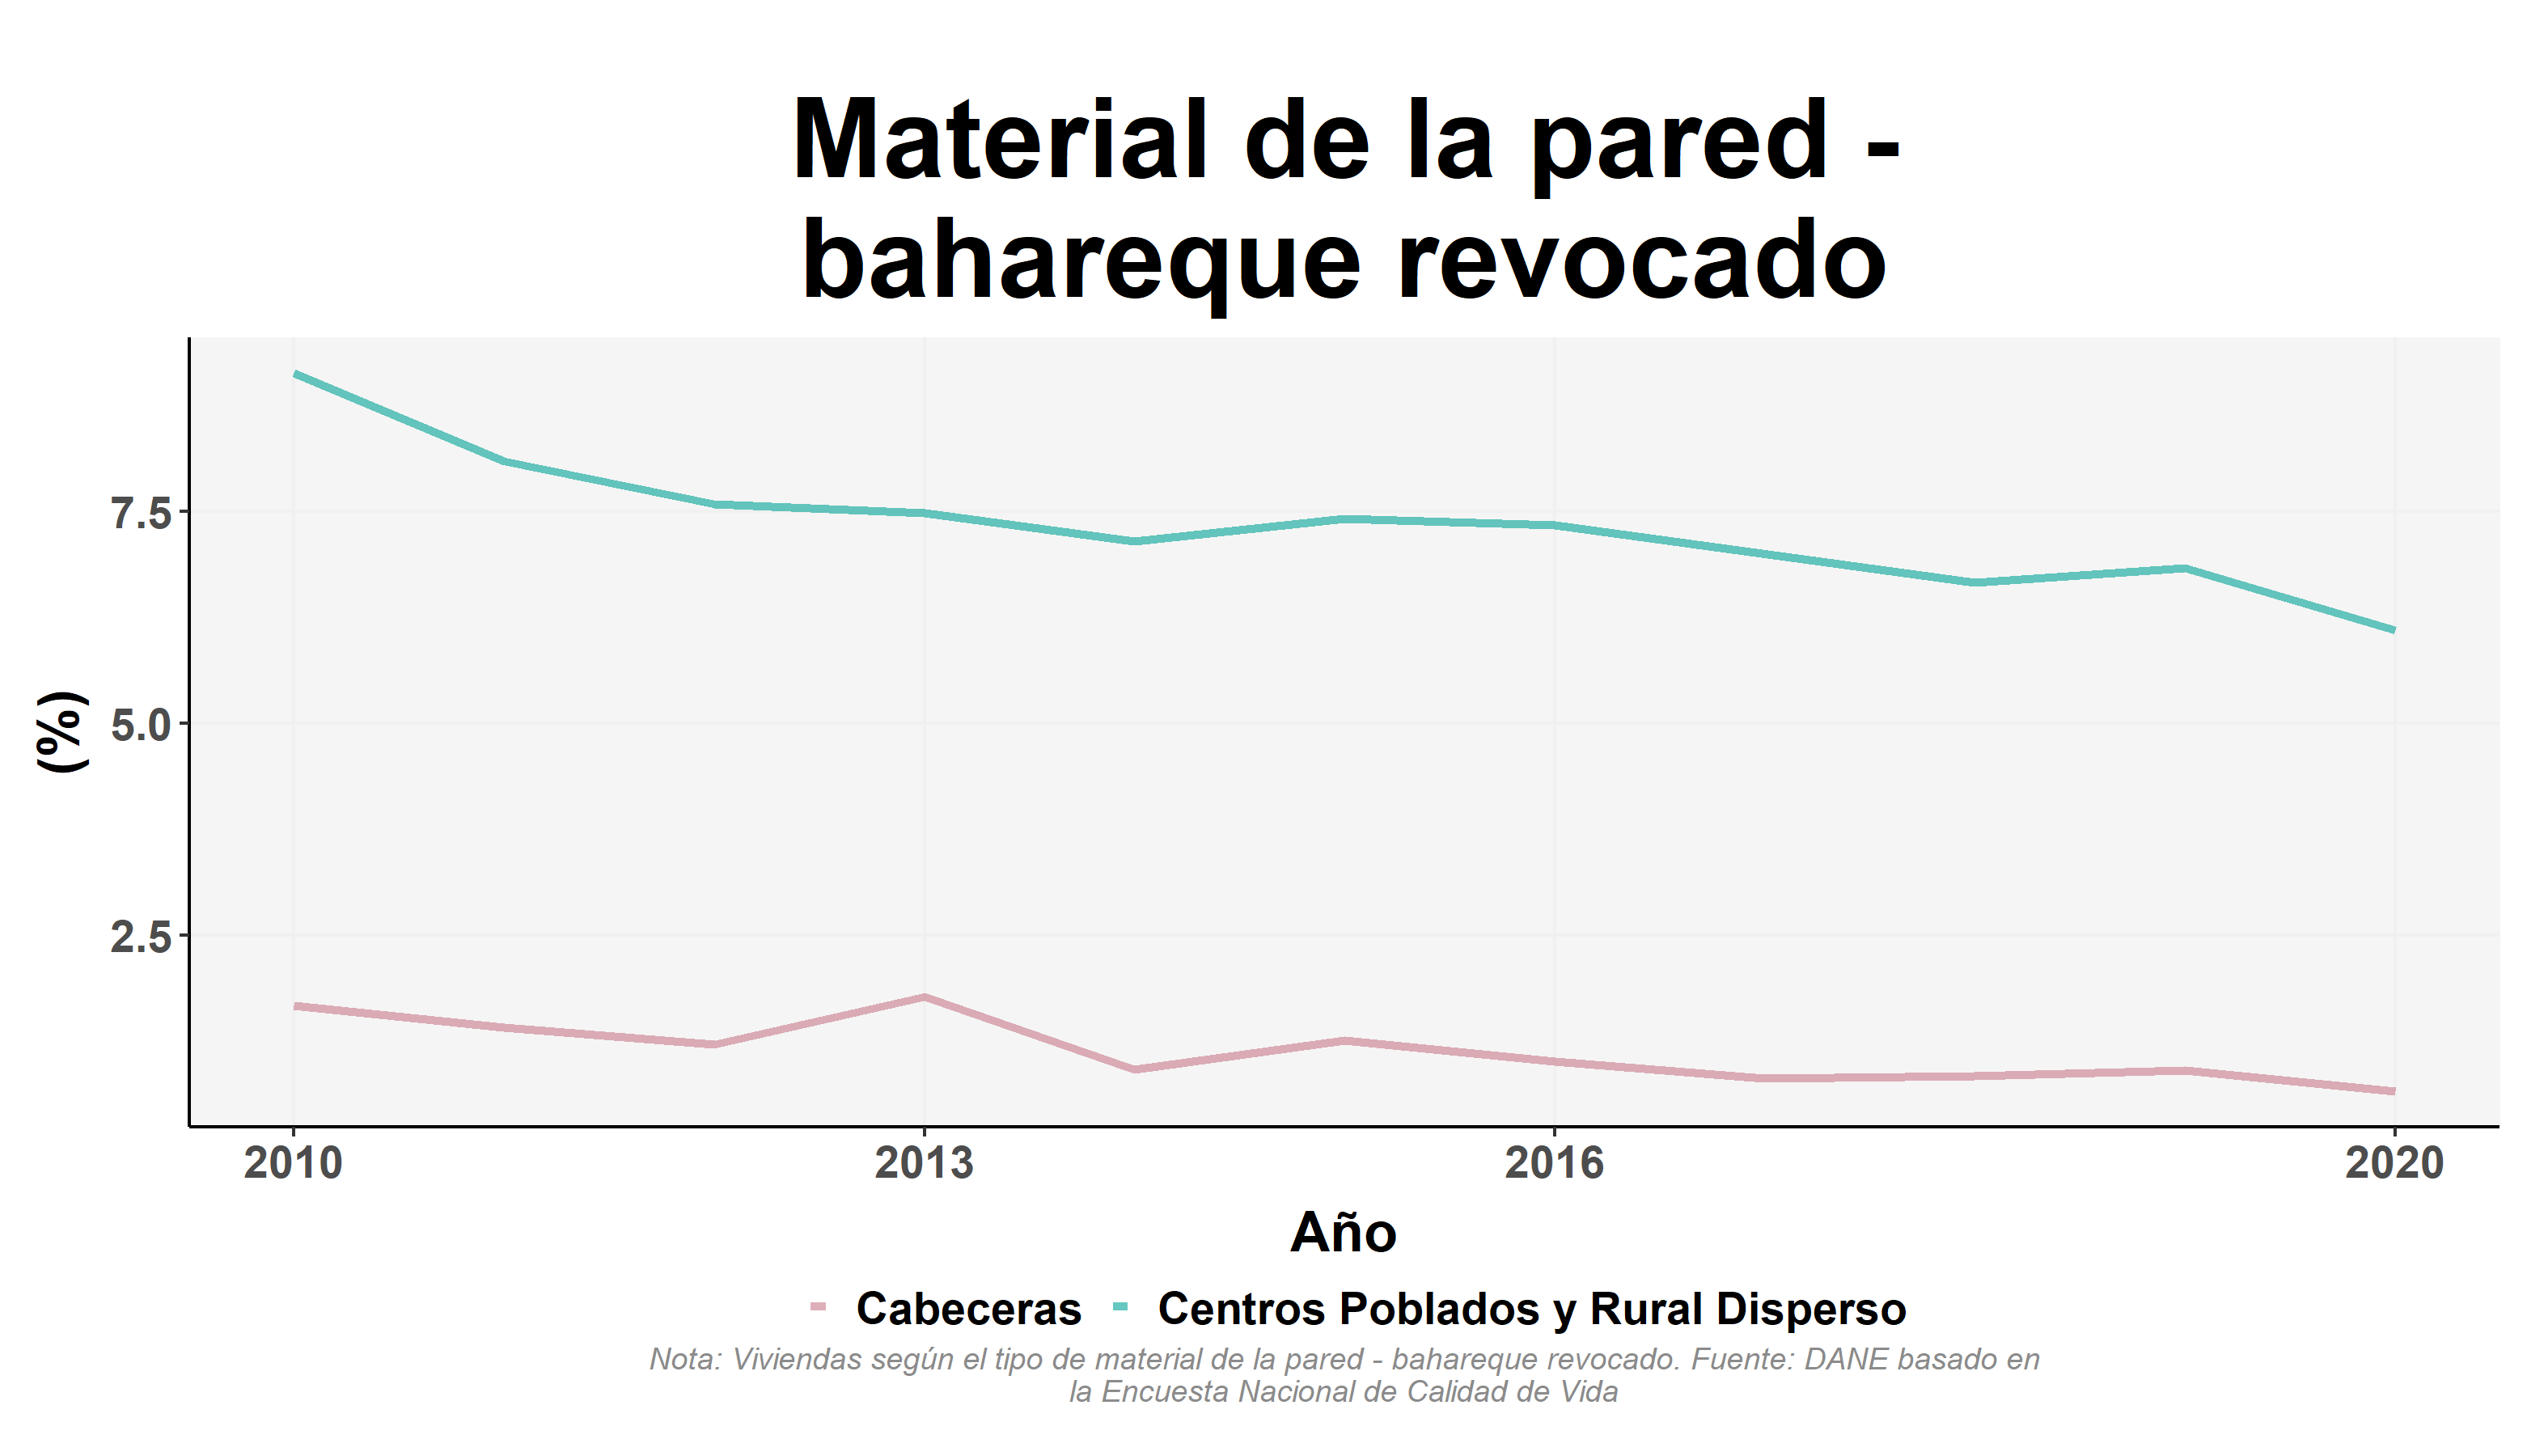 Material de la pared -
bahareque revocado
7.5
5.0
2.5
(%)
2010 2013 2016 2020
Año
Cabeceras Centros Poblados y Rural Disperso
Nota: Viviendas según el tipo de material de la pared - bahareque revocado. Fuente: DANE basado en
la Encuesta Nacional de Calidad de Vida